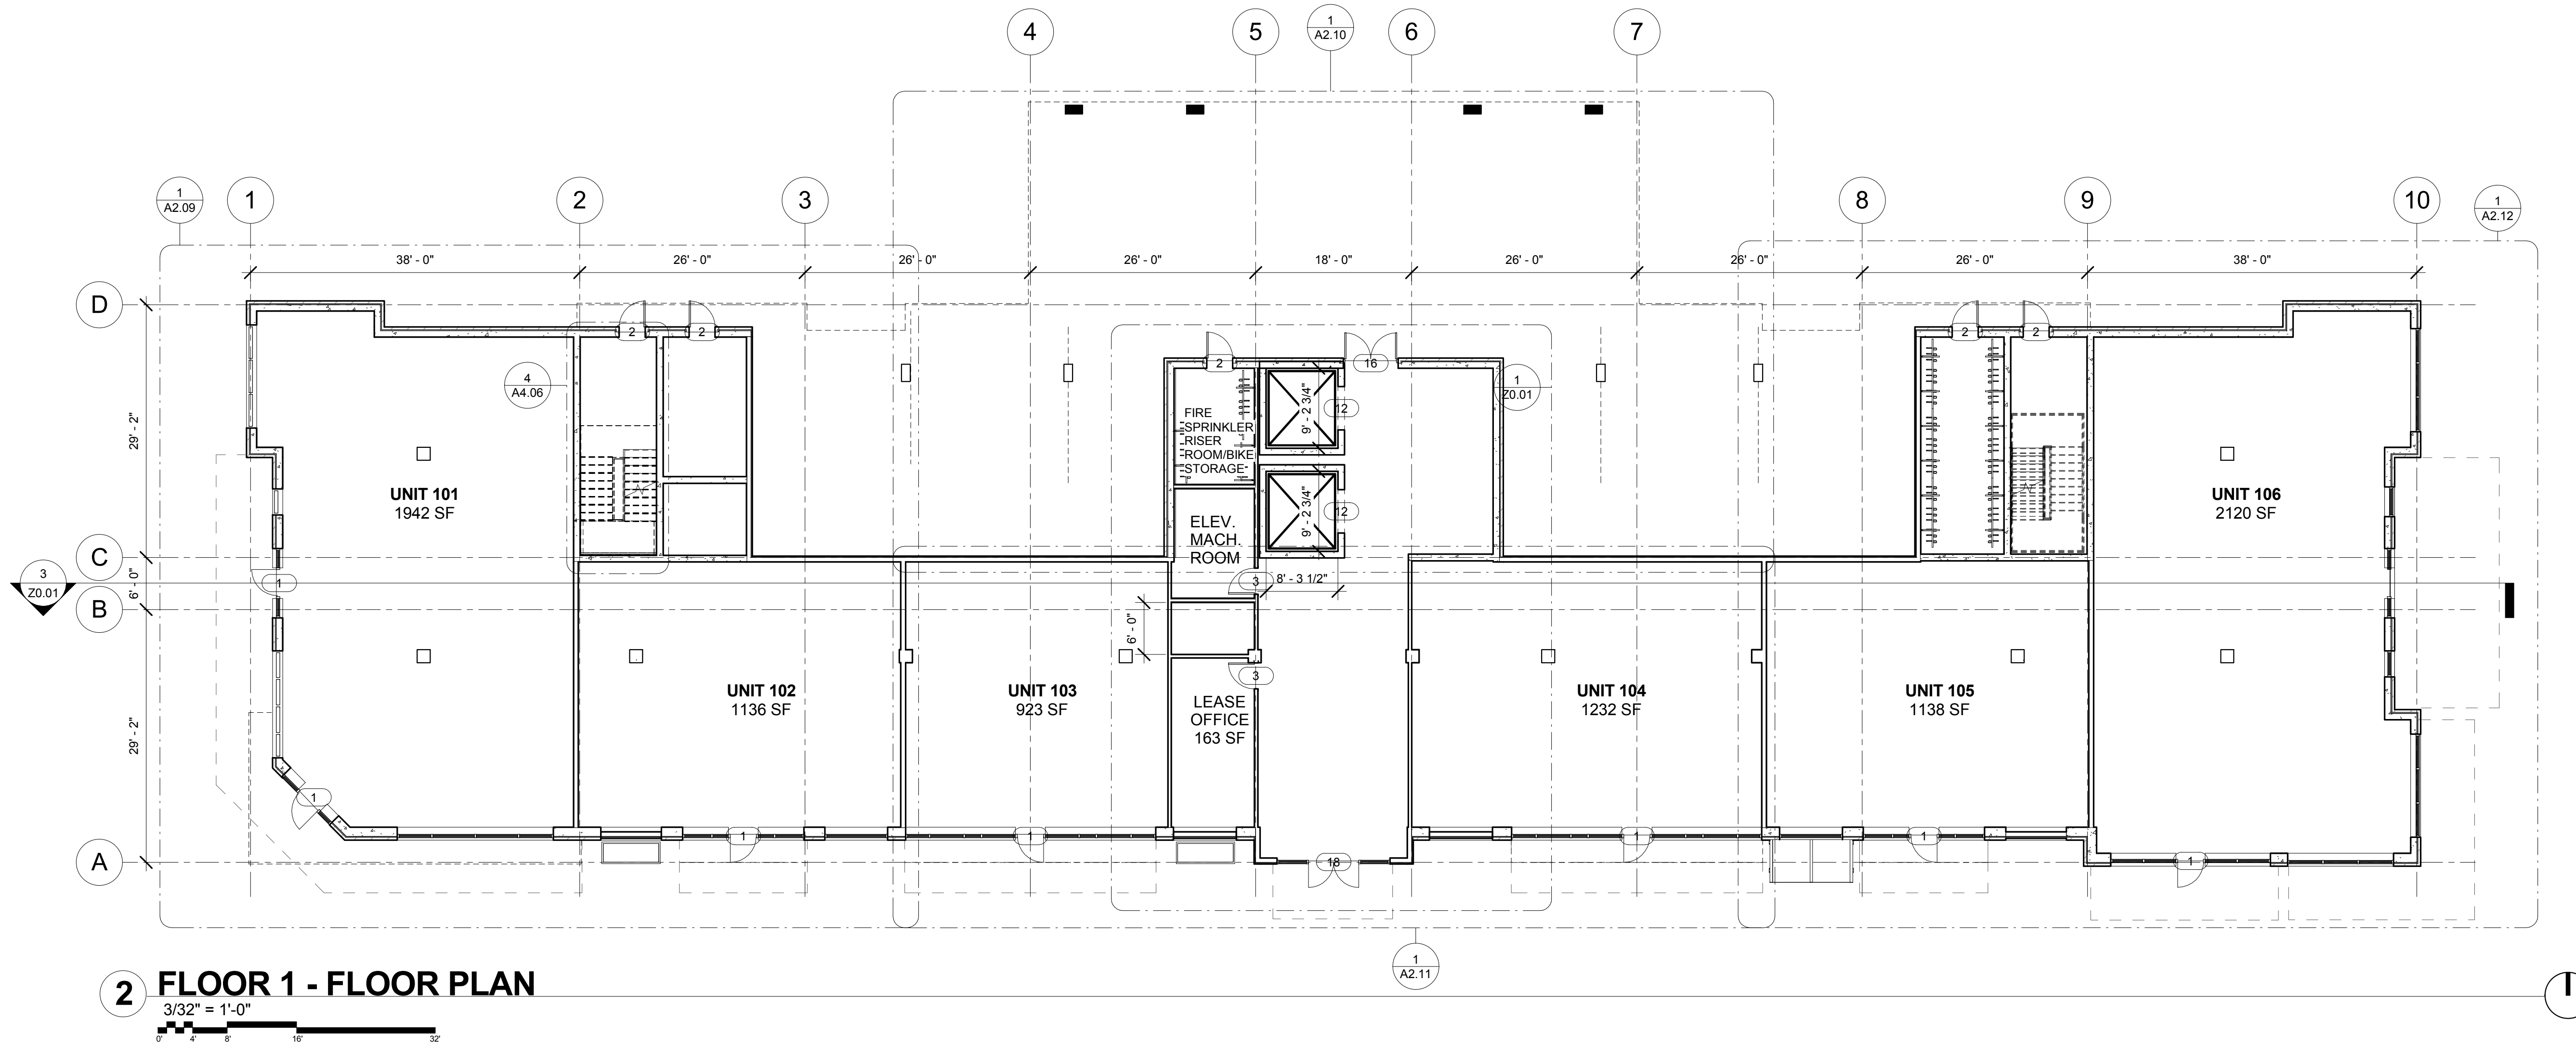 4
5
1
A2.10
6
7
1
A2.09
1
2
3
8
9
10
1
A2.12
38' - 0"
26' - 0"
26' - 0"
26' - 0"
18' - 0"
26' - 0"
26' - 0"
26' - 0"
38' - 0"
D
2
2
2
16
2
2
4
A4.06
1
Z0.01
29' - 2"
9' - 2 3/4"
12
FIRE
SPRINKLER
RISER
ROOM/BIKE
STORAGE
UNIT 101
1942 SF
UNIT 106
2120 SF
9' - 2 3/4"
12
ELEV.
MACH.
ROOM
C
3
Z0.01
6' - 0"
1
3
8' - 3 1/2"
B
6' - 0"
3
UNIT 102
1136 SF
UNIT 103
923 SF
LEASE
OFFICE
163 SF
UNIT 104
1232 SF
UNIT 105
1138 SF
29' - 2"
1
1
1
1
1
A
18
1
1
A2.11
2
FLOOR 1 - FLOOR PLAN
3/32" = 1'-0"
0'
4'
8'
16'
32'